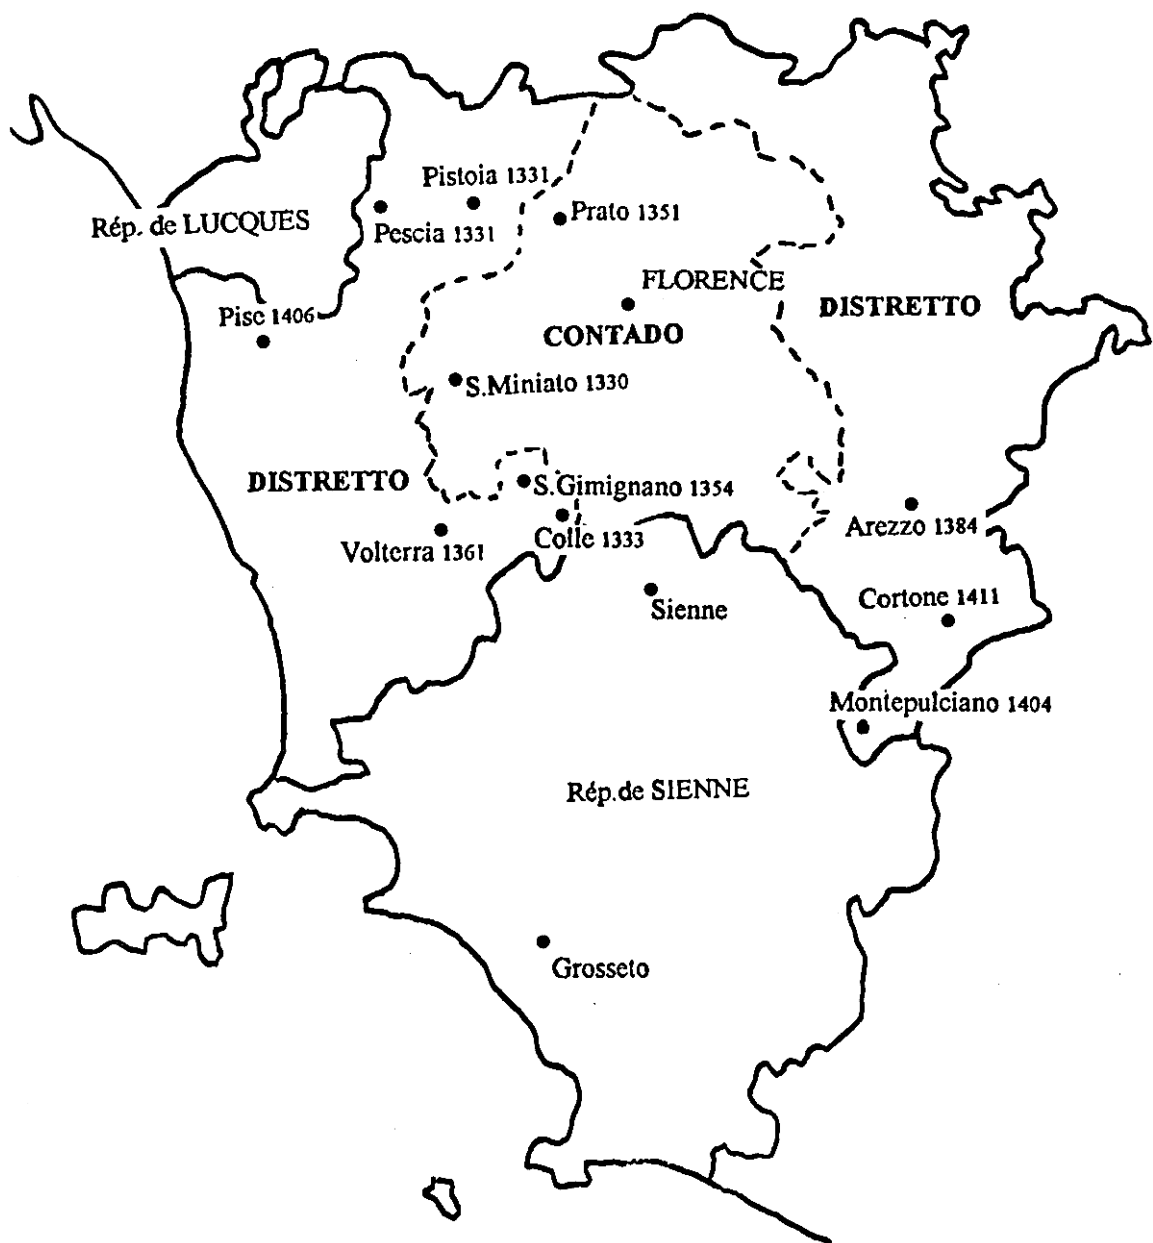 Pistoia 1331
Rép. de LUCQUES
Pescia 1331
Prato 1351
FLORENCE
Pise 1406
DISTRETTO
CONTADO
S.Miniato 1330
DISTRETTO
S.Gimignano 1354
Volterra 1361
Colle 1333
Arezzo 1384
Sienne
Cortone 1411
Montepulciano 1404
Rép.de SIENNE
Grosseto